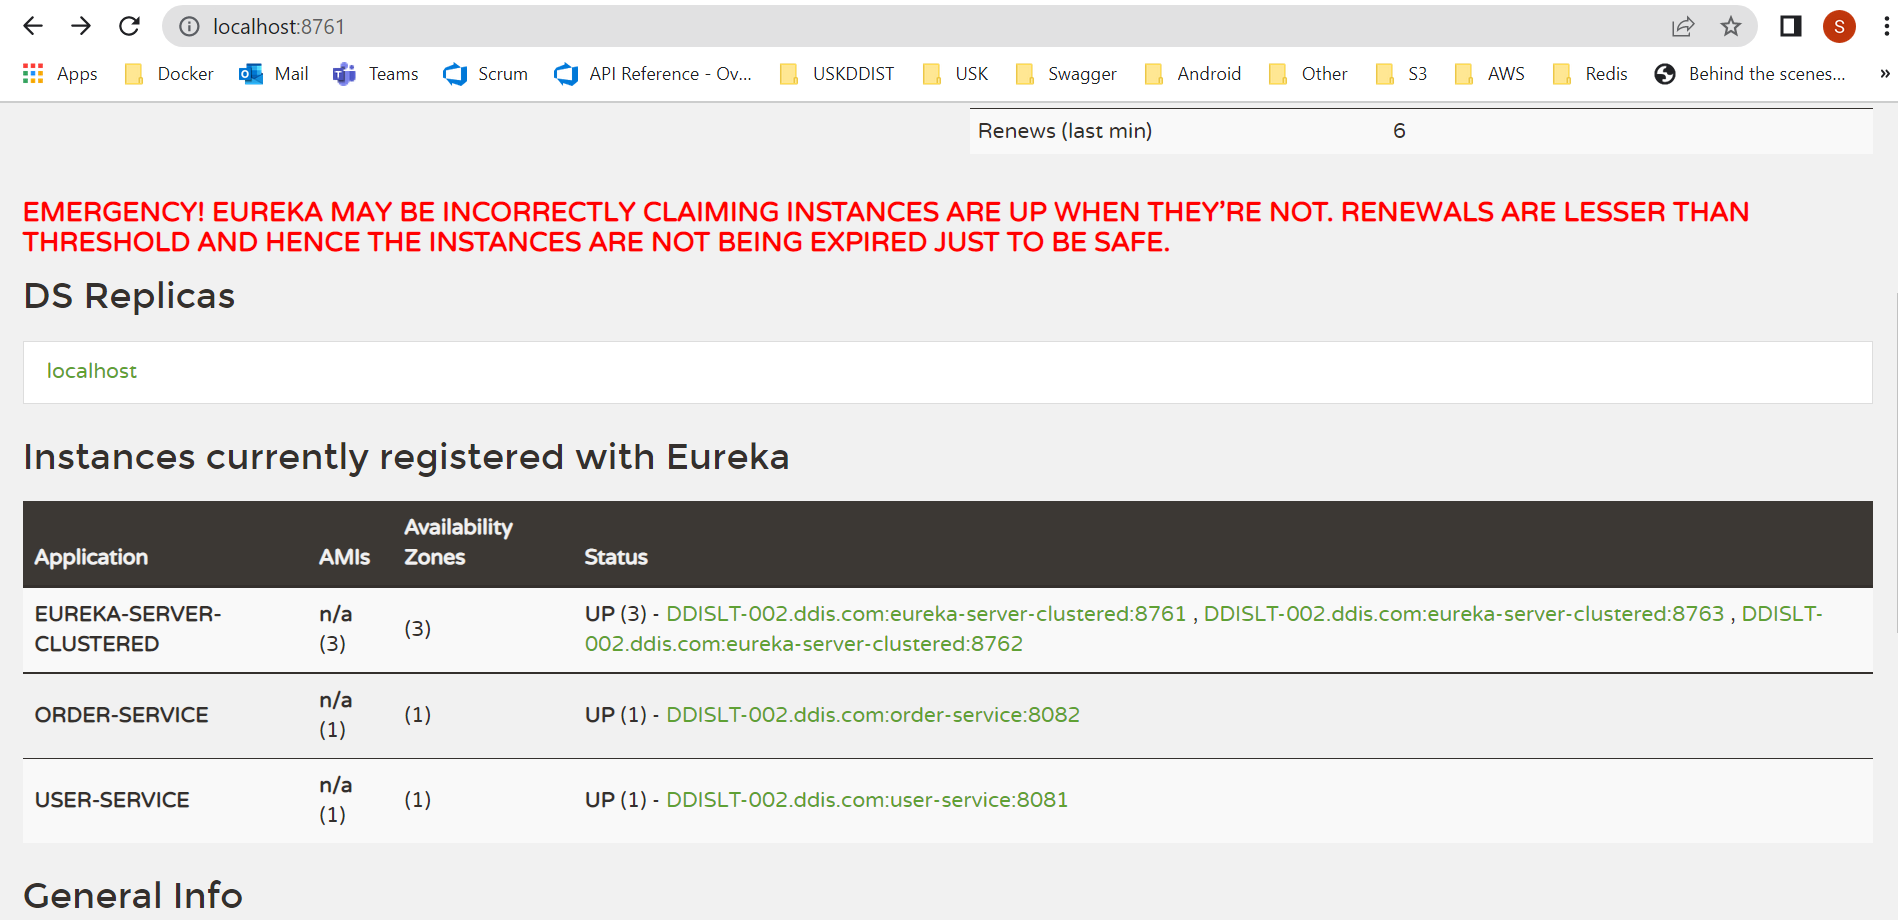 localhost:8761
S
Apps Docker Mail Teams Scrum API Reference - Ov... USKDDIST USK Swagger Android Other S3 AWS Redis Behind the scenes... »
Renews (last min) 6
EMERGENCY! EUREKA MAY BE INCORRECTLY CLAIMING INSTANCES ARE UP WHEN THEY'RE NOT. RENEWALS ARE LESSER THAN
THRESHOLD AND HENCE THE INSTANCES ARE NOT BEING EXPIRED JUST TO BE SAFE.
DS Replicas
localhost
Instances currently registered with Eureka
Application AMIs Availability Zones Status
EUREKA-SERVER-CLUSTERED n/a (3) (3) UP (3) - DDISLT-002.ddis.com:eureka-server-clustered:8761 , DDISLT-002.ddis.com:eureka-server-clustered:8763 , DDISLT-002.ddis.com:eureka-server-clustered:8762
ORDER-SERVICE n/a (1) (1) UP (1) - DDISLT-002.ddis.com:order-service:8082
USER-SERVICE n/a (1) (1) UP (1) - DDISLT-002.ddis.com:user-service:8081
General Info